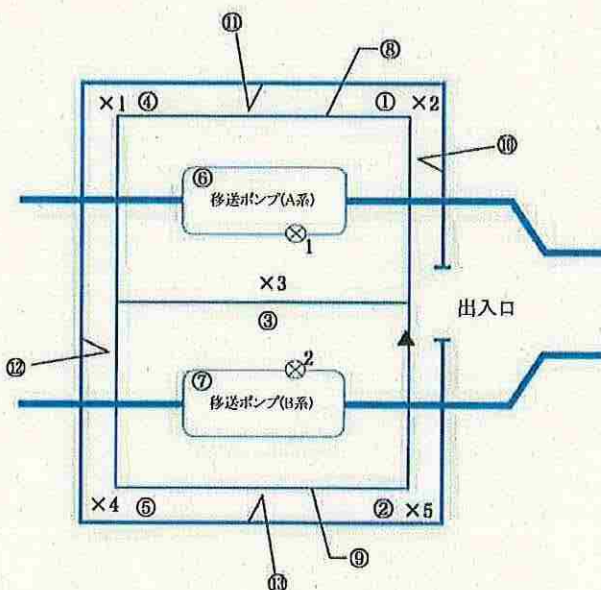 ⑪
⑧
×1 ④ ① ×2
⑩
⑥
移送ポンプ(A系)
1
×3
③
出入口
⑫
2
⑦
移送ポンプ(B系)
×4 ⑤ ② ×5
⑨
⑬